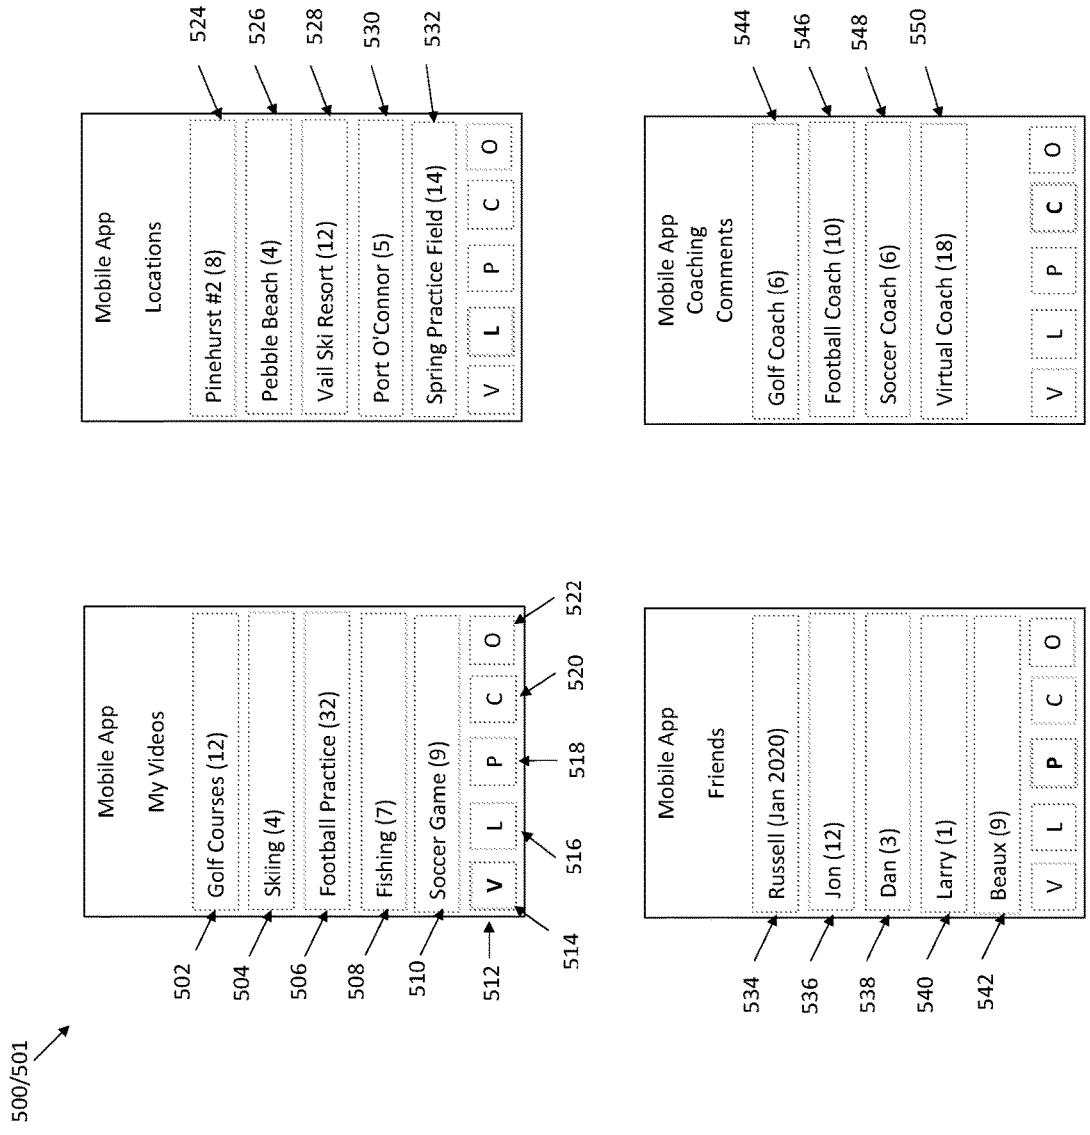 500/501
Mobile App
My Videos
502
Golf Courses (12)
504
Skiing (4)
506
Football Practice (32)
508
Fishing (7)
510
Soccer Game (9)
512
V L P C O
514
516
518
520
522
Mobile App
Locations
Pinehurst #2 (8)
524
Pebble Beach (4)
526
Vail Ski Resort (12)
528
Port O'Connor (5)
530
Spring Practice Field (14)
532
V L P C O
Mobile App
Friends
534
Russell (Jan 2020)
536
Jon (12)
538
Dan (3)
540
Larry (1)
542
Beaux (9)
V L P C O
Mobile App
Coaching
Comments
Golf Coach (6)
544
Football Coach (10)
546
Soccer Coach (6)
548
Virtual Coach (18)
550
V L P C O